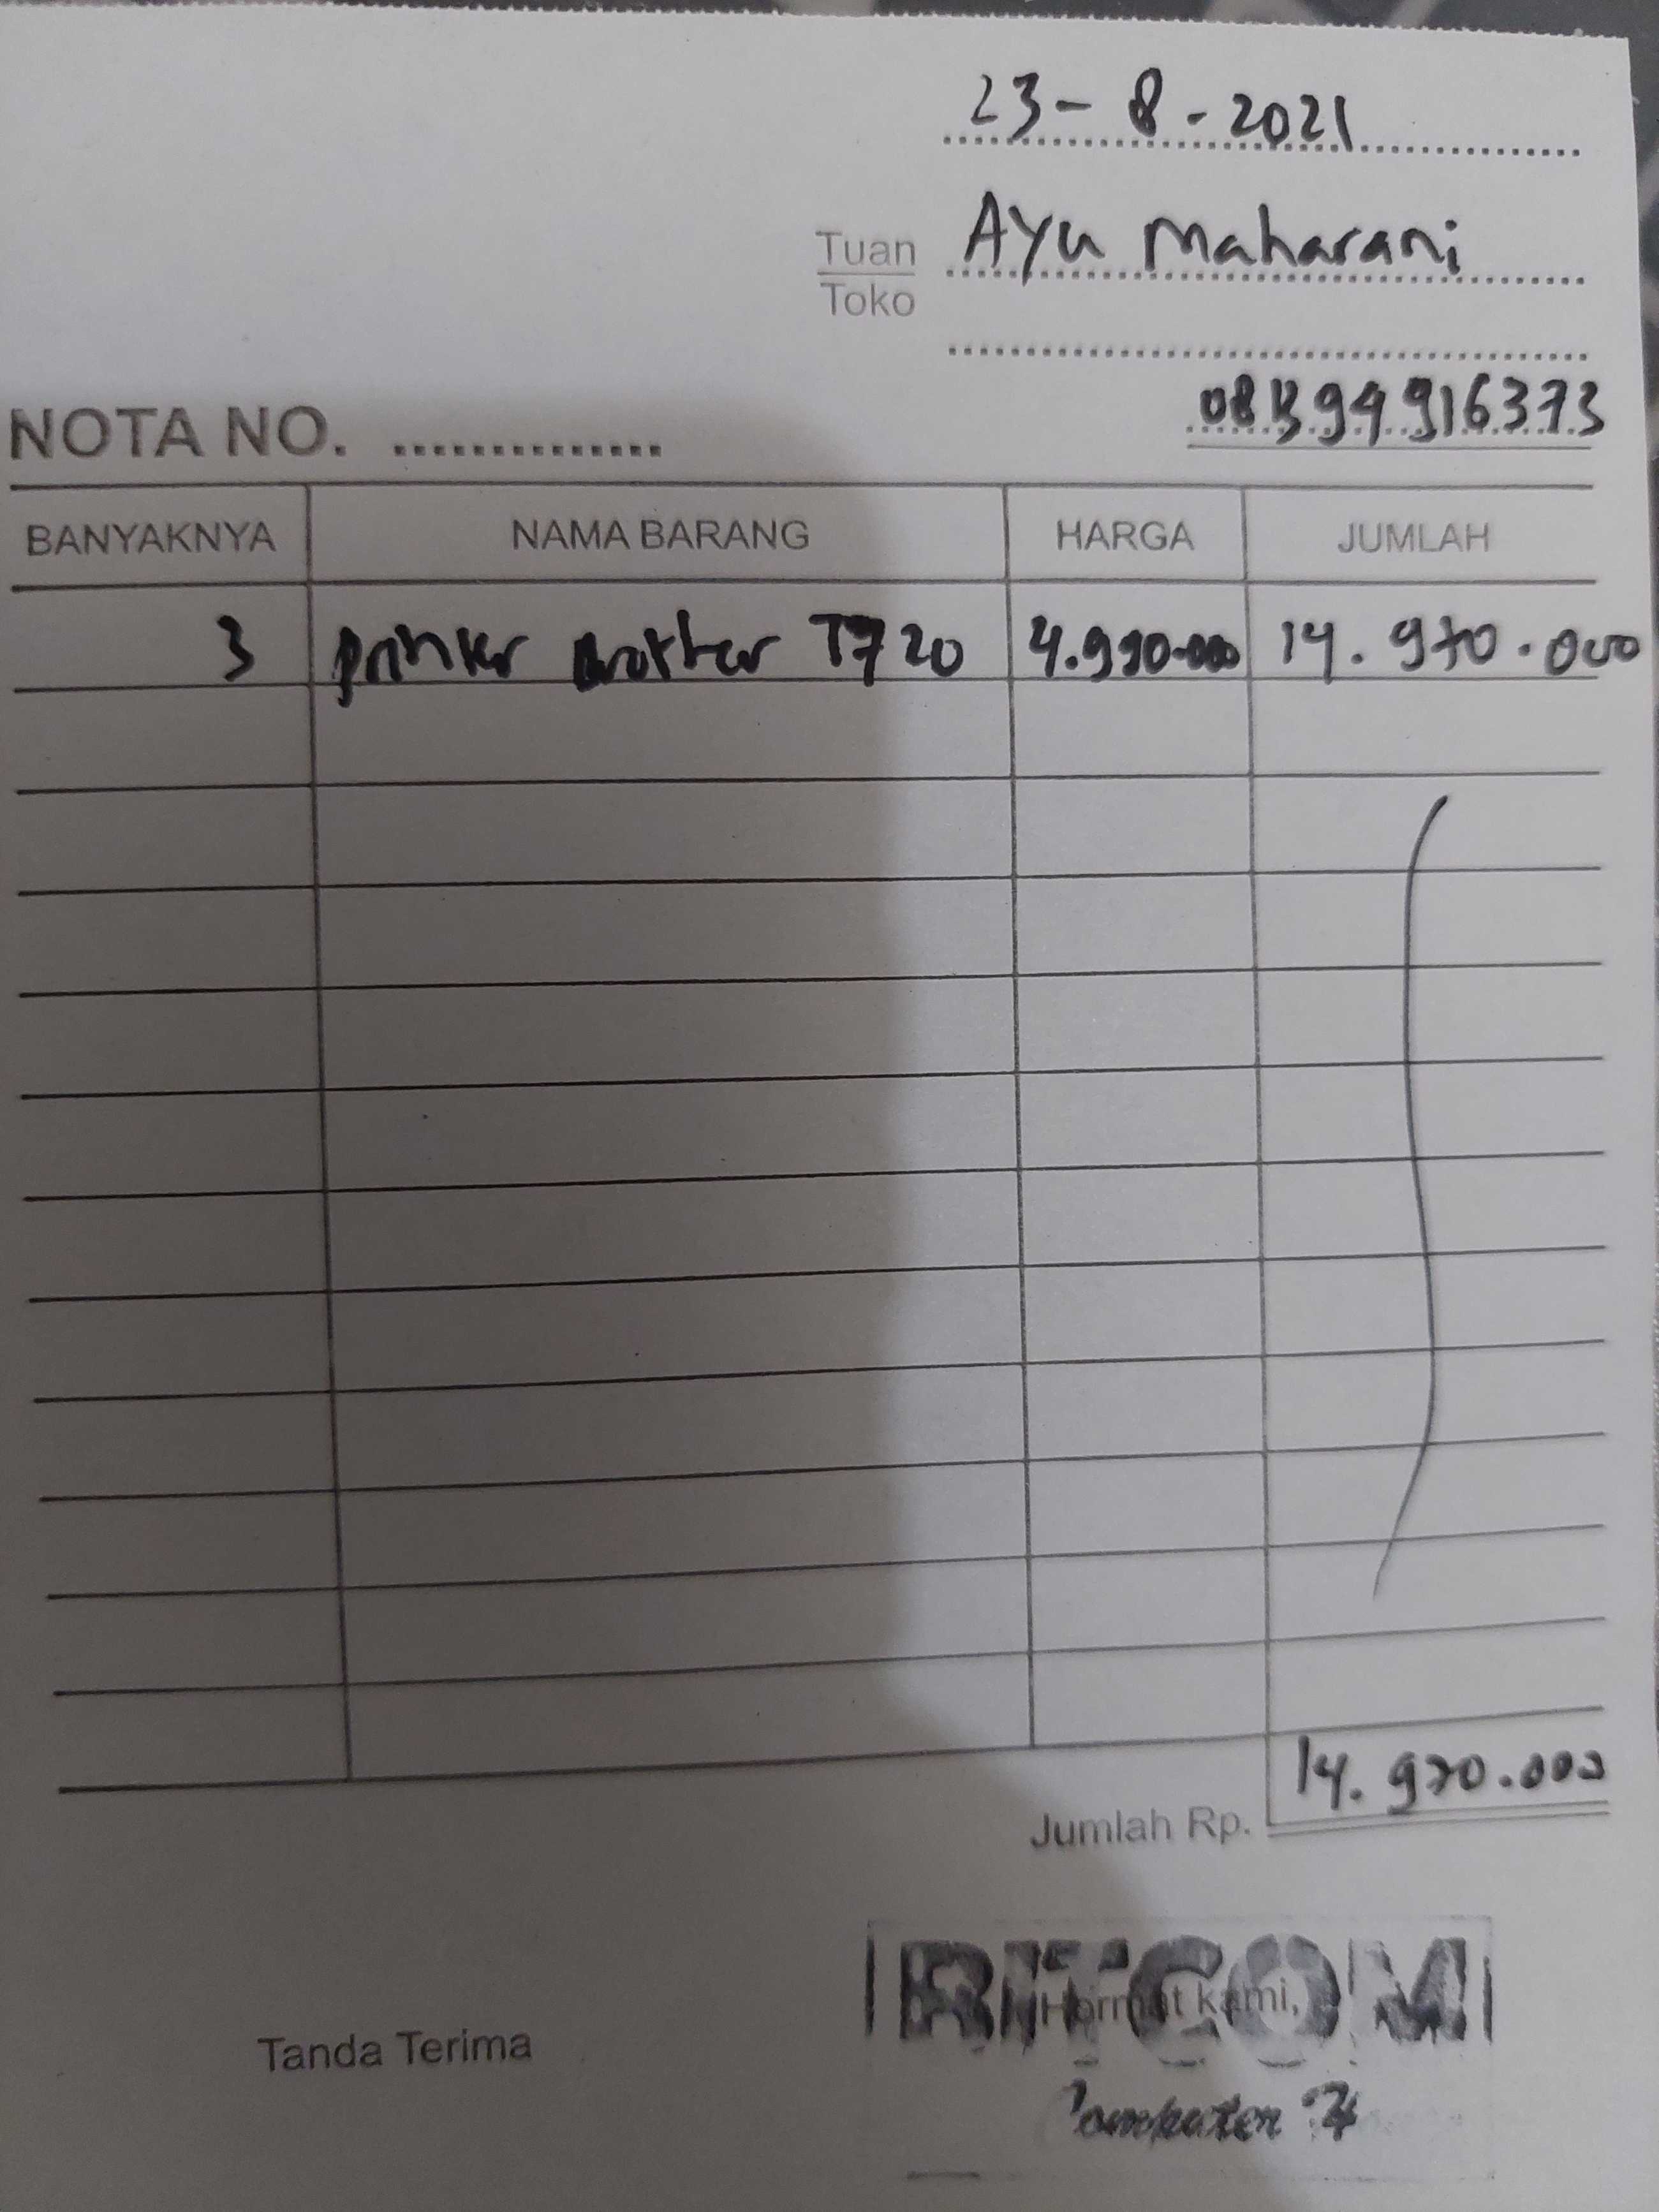 23-8-2021
Tuan Ayu Maharani
Toko
NOTA NO. ..............
BANYAKNYA NAMA BARANG HARGA JUMLAH
3 printer brother T720 4.990.000 14.970.000
Jumlah Rp. 14.970.000
Tanda Terima Hormat kami,
RITCOM